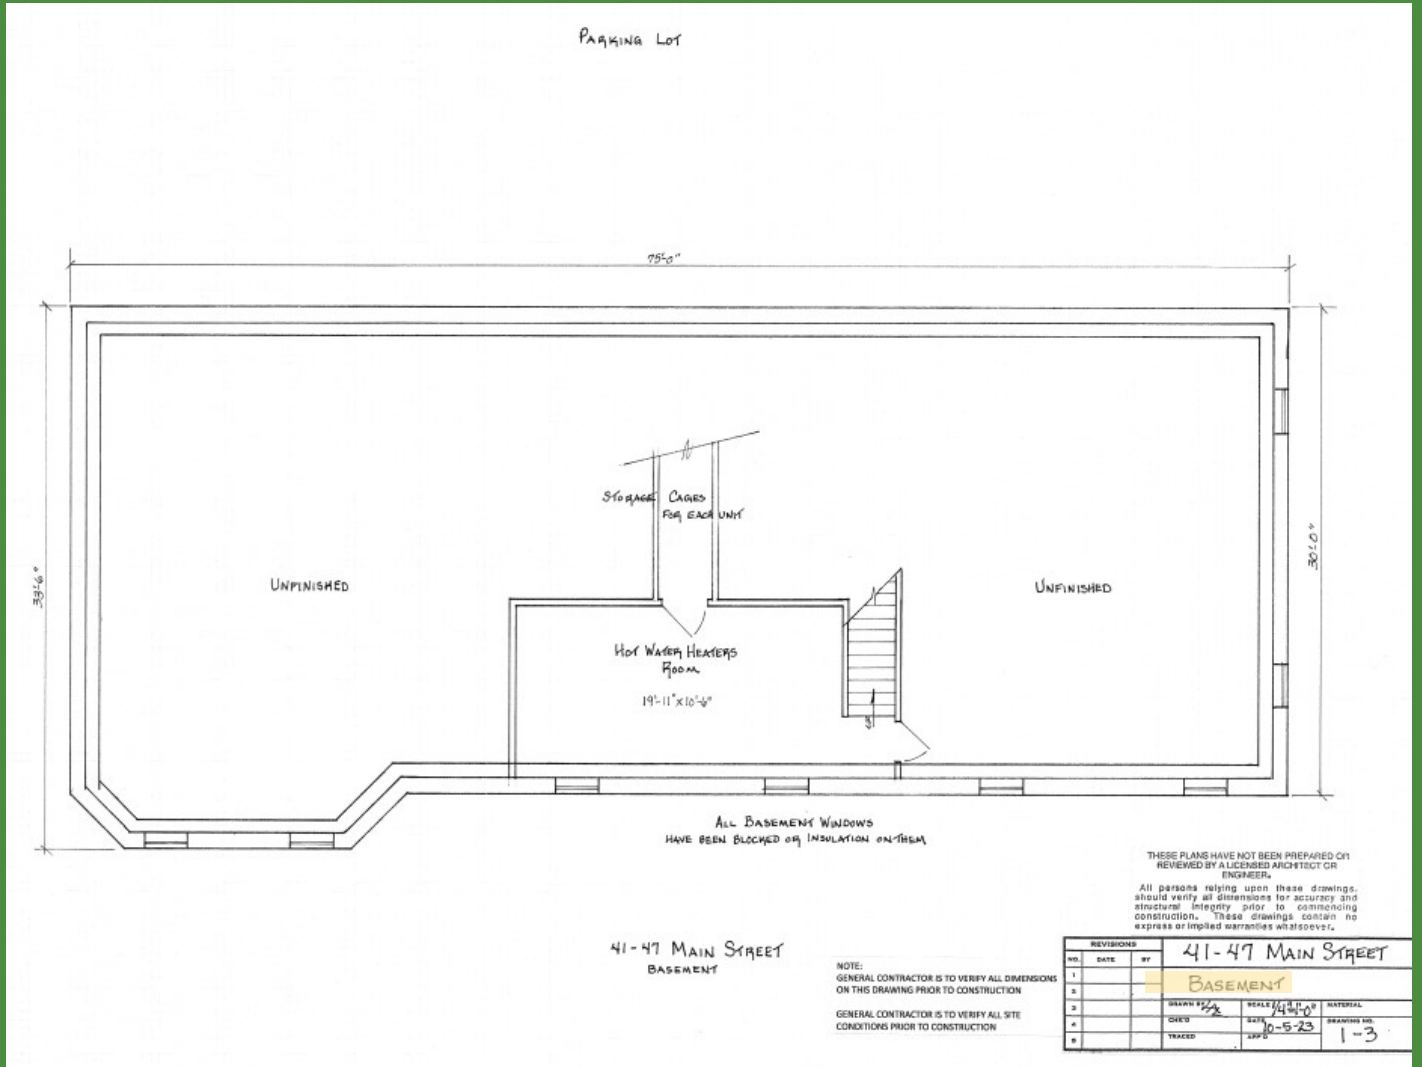 PARKING LOT
75'-0"
33'-6"
30'-0"
STORAGE CAGES
FOR EACH UNIT
UNFINISHED
UNFINISHED
HOT WATER HEATERS
ROOM
19'-11" x 10'-6"
UP
ALL BASEMENT WINDOWS
HAVE BEEN BLOCKED OR INSULATION ON THEM
THESE PLANS HAVE NOT BEEN PREPARED OR
REVIEWED BY A LICENSED ARCHITECT OR
ENGINEER.
All persons relying upon these drawings.
should verify all dimensions for accuracy and
structural integrity prior to commencing
construction. These drawings contain no
express or implied warranties whatsoever.
41-47 MAIN STREET
BASEMENT
NOTE:
GENERAL CONTRACTOR IS TO VERIFY ALL DIMENSIONS
ON THIS DRAWING PRIOR TO CONSTRUCTION
GENERAL CONTRACTOR IS TO VERIFY ALL SITE
CONDITIONS PRIOR TO CONSTRUCTION
REVISIONS
NO. DATE BY
1
2
3
4
5
41-47 MAIN STREET
BASEMENT
DRAWN BY
SCALE 1/4"=1'-0"
MATERIAL
CHK'D
DATE 10-5-23
DRAWING NO.
1-3
TRACED
APP'D